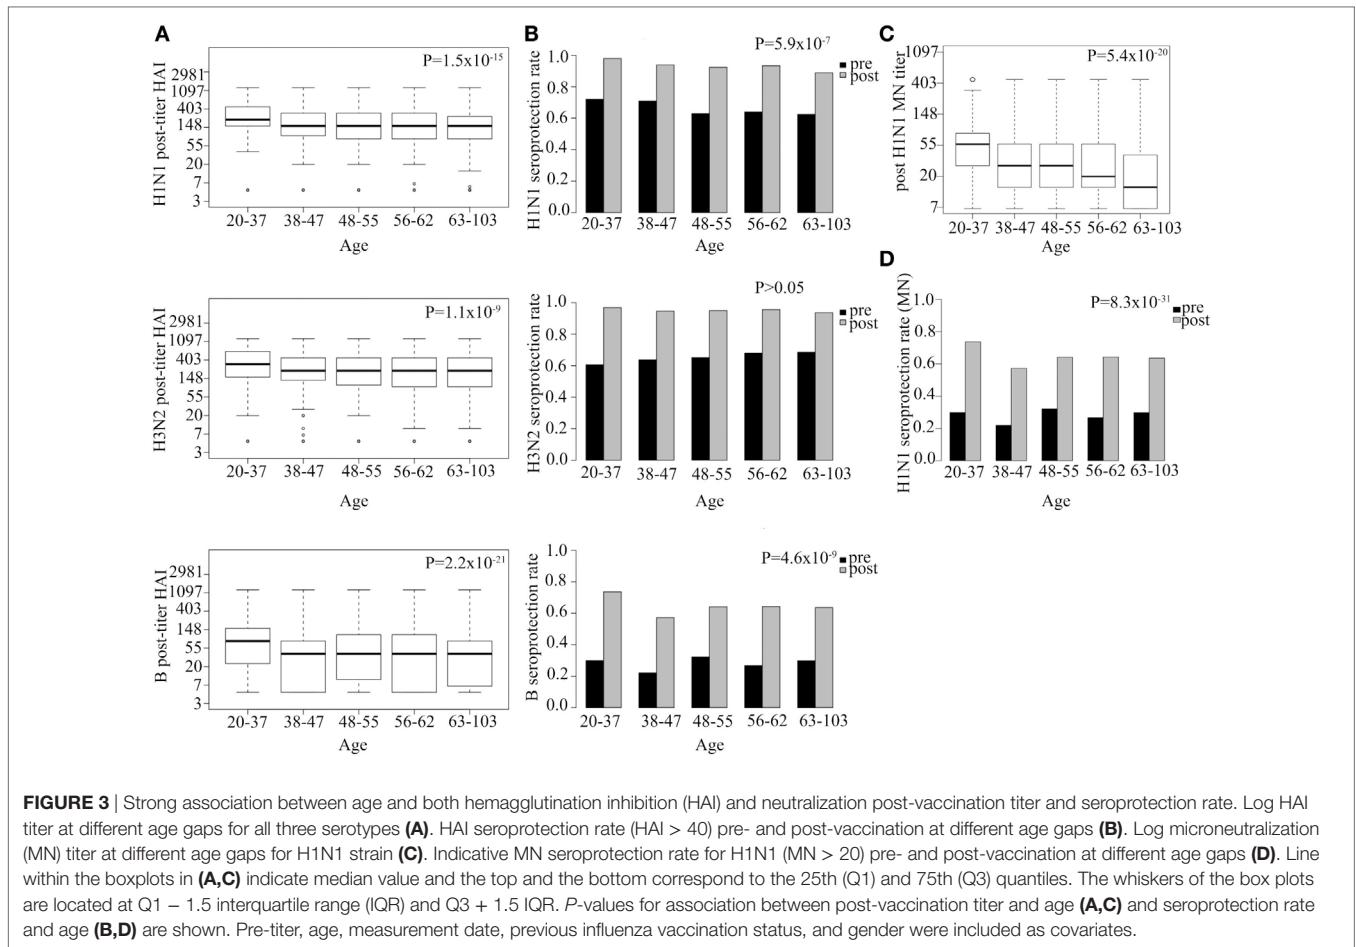 A
P=1.5x10-15
H1N1 post-titer HAI
2981
1097
403
148
55
20
7
3
20-37 38-47 48-55 56-62 63-103
Age
P=1.1x10-9
H3N2 post-titer HAI
2981
1097
403
148
55
20
7
3
20-37 38-47 48-55 56-62 63-103
Age
P=2.2x10-21
B post-titer HAI
2981
1097
403
148
55
20
7
3
20-37 38-47 48-55 56-62 63-103
Age
B
P=5.9x10-7
pre
post
H1N1 seroprotection rate
1.0
0.8
0.6
0.4
0.2
0.0
20-37 38-47 48-55 56-62 63-103
Age
P>0.05
pre
post
H3N2 seroprotection rate
1.0
0.8
0.6
0.4
0.2
0.0
20-37 38-47 48-55 56-62 63-103
Age
P=4.6x10-9
pre
post
B seroprotection rate
1.0
0.8
0.6
0.4
0.2
0.0
20-37 38-47 48-55 56-62 63-103
Age
C
P=5.4x10-20
post H1N1 MN titer
1097
403
148
55
20
7
20-37 38-47 48-55 56-62 63-103
Age
D
P=8.3x10-31
pre
post
H1N1 seroprotection rate (MN)
1.0
0.8
0.6
0.4
0.2
0.0
20-37 38-47 48-55 56-62 63-103
Age
FIGURE 3 | Strong association between age and both hemagglutination inhibition (HAI) and neutralization post-vaccination titer and seroprotection rate. Log HAI
titer at different age gaps for all three serotypes (A). HAI seroprotection rate (HAI > 40) pre- and post-vaccination at different age gaps (B). Log microneutralization
(MN) titer at different age gaps for H1N1 strain (C). Indicative MN seroprotection rate for H1N1 (MN > 20) pre- and post-vaccination at different age gaps (D). Line
within the boxplots in (A,C) indicate median value and the top and the bottom correspond to the 25th (Q1) and 75th (Q3) quantiles. The whiskers of the box plots
are located at Q1 − 1.5 interquartile range (IQR) and Q3 + 1.5 IQR. P-values for association between post-vaccination titer and age (A,C) and seroprotection rate
and age (B,D) are shown. Pre-titer, age, measurement date, previous influenza vaccination status, and gender were included as covariates.